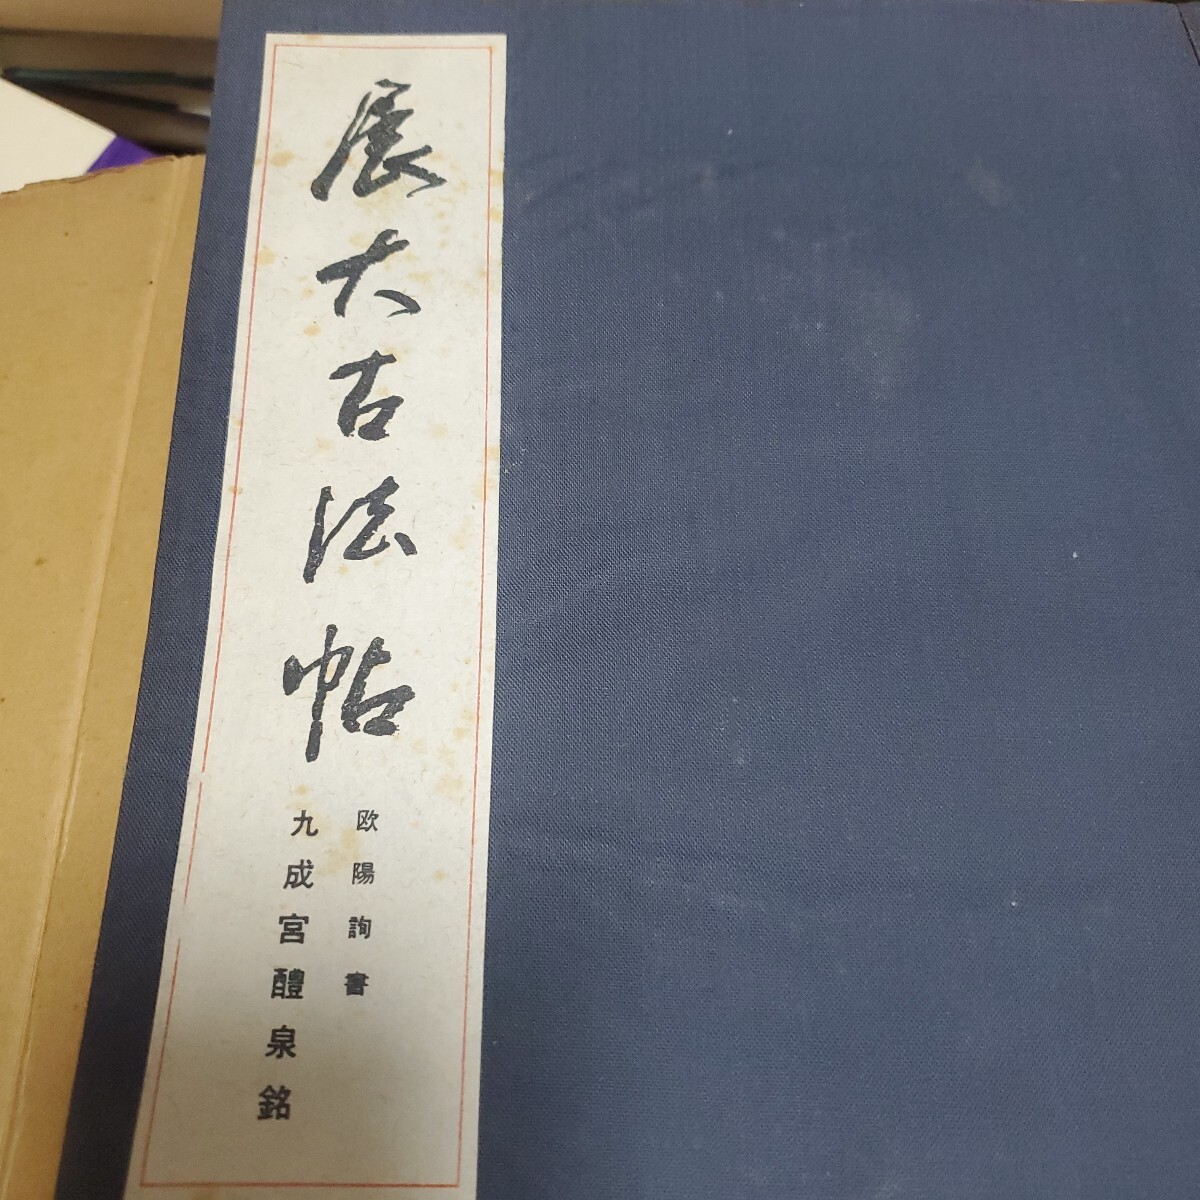 展大古法帖
欧陽詢書
九成宮醴泉銘